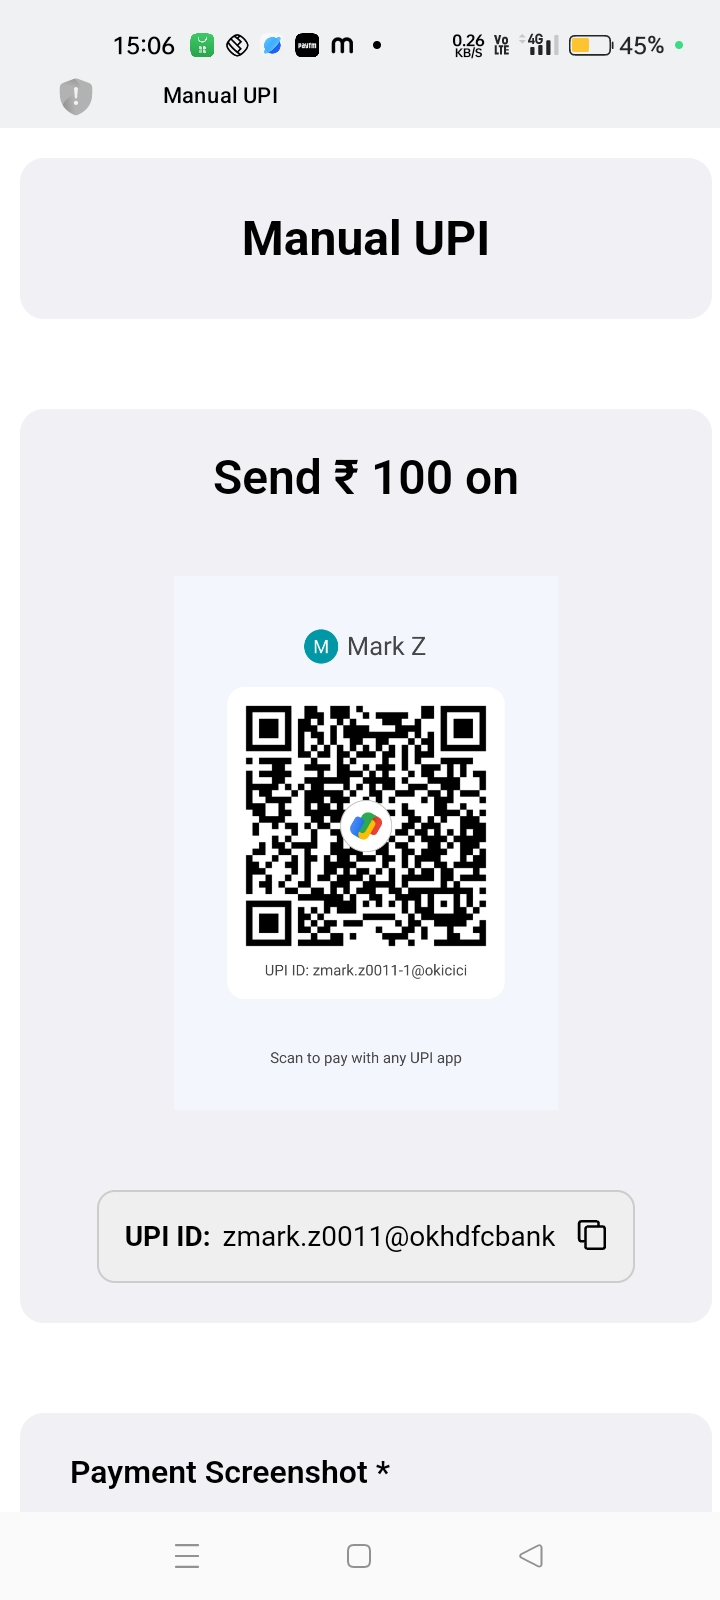 15:06 paytm m 0.26 KB/S Vo LTE 4G 45%
Manual UPI
Manual UPI
Send ₹ 100 on
M Mark Z
UPI ID: zmark.z0011-1@okicici
Scan to pay with any UPI app
UPI ID: zmark.z0011@okhdfcbank
Payment Screenshot *